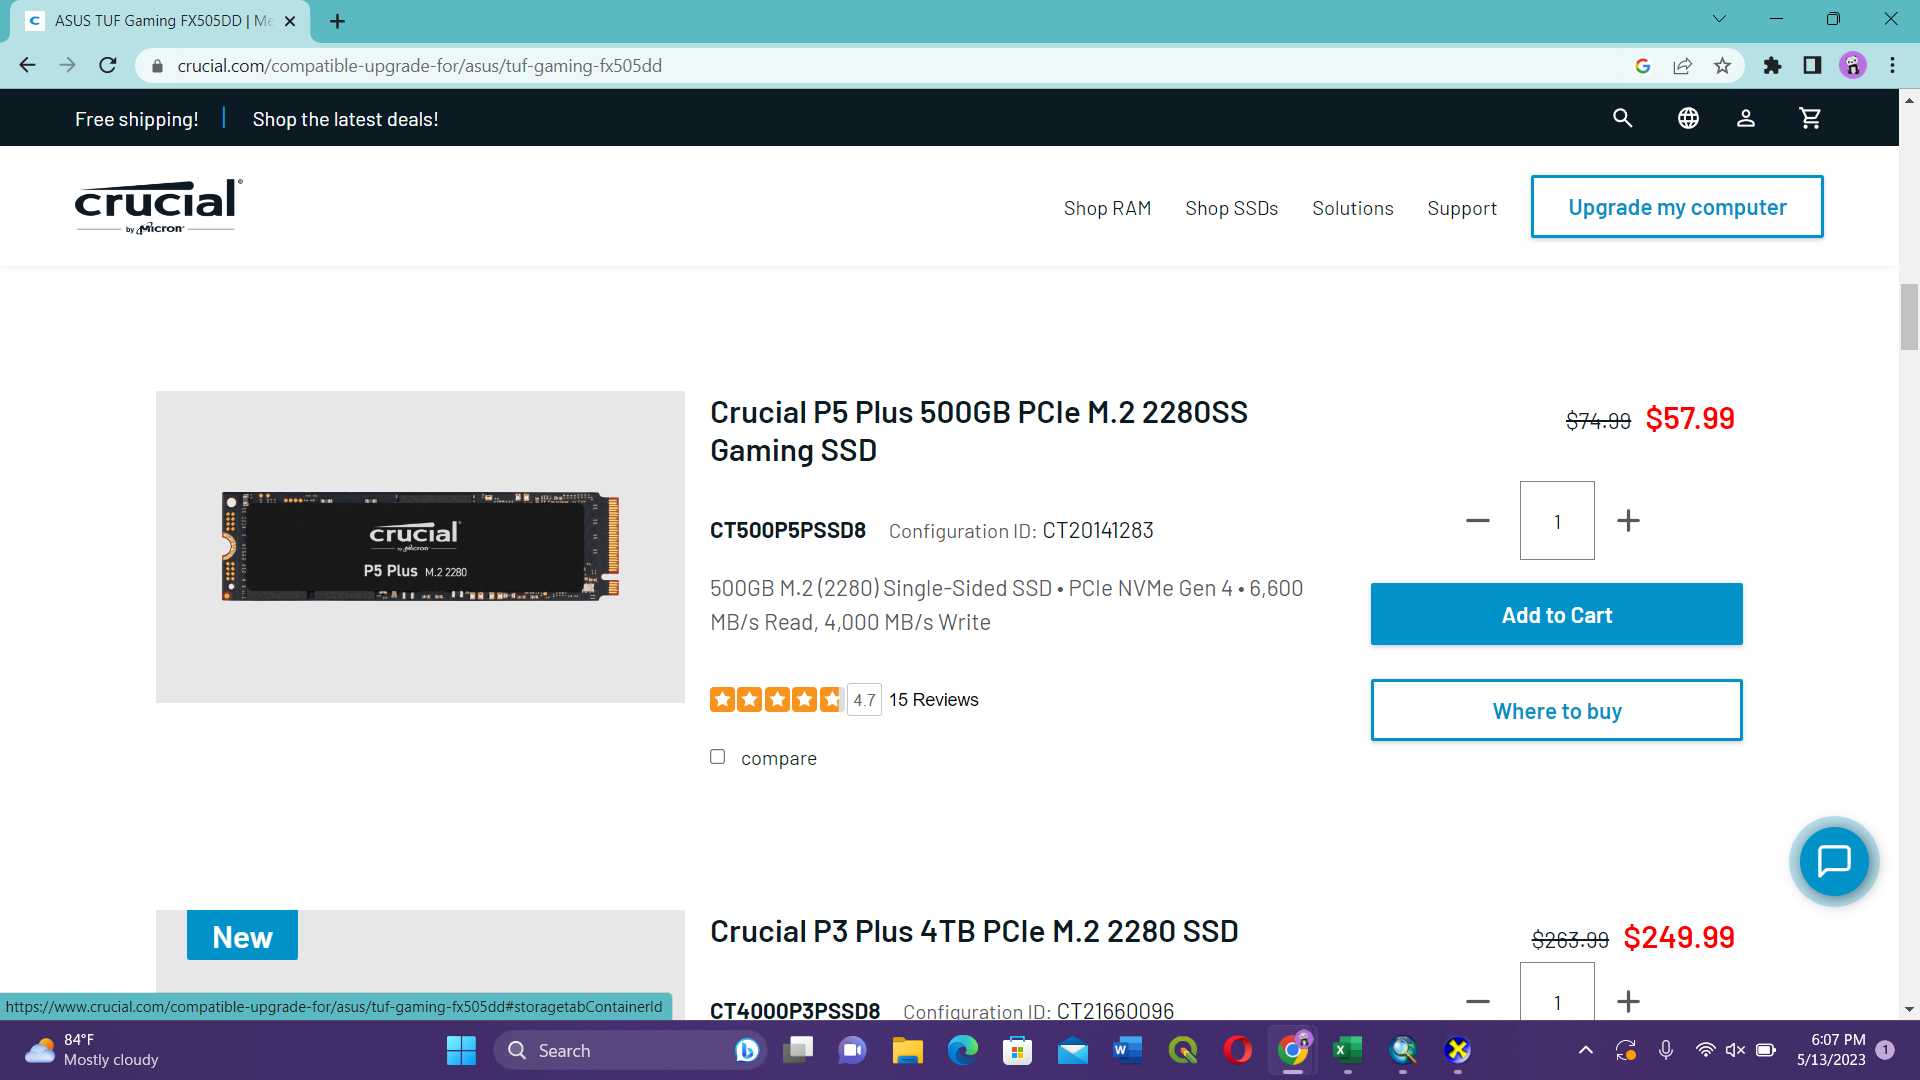 ASUS TUF Gaming FX505DD | Me
crucial.com/compatible-upgrade-for/asus/tuf-gaming-fx505dd
Free shipping!
Shop the latest deals!
crucial
by Micron
Shop RAM
Shop SSDs
Solutions
Support
Upgrade my computer
crucial
by Micron
P5 Plus M.2 2280
Crucial P5 Plus 500GB PCIe M.2 2280SS
Gaming SSD
$74.99 $57.99
CT500P5PSSD8 Configuration ID: CT20141283
1
500GB M.2 (2280) Single-Sided SSD • PCIe NVMe Gen 4 • 6,600
MB/s Read, 4,000 MB/s Write
Add to Cart
4.7 15 Reviews
Where to buy
compare
New
Crucial P3 Plus 4TB PCIe M.2 2280 SSD
$263.99 $249.99
CT4000P3PSSD8 Configuration ID: CT21660096
1
https://www.crucial.com/compatible-upgrade-for/asus/tuf-gaming-fx505dd#storagetabContainerId
84°F
Mostly cloudy
Search
6:07 PM
5/13/2023
1